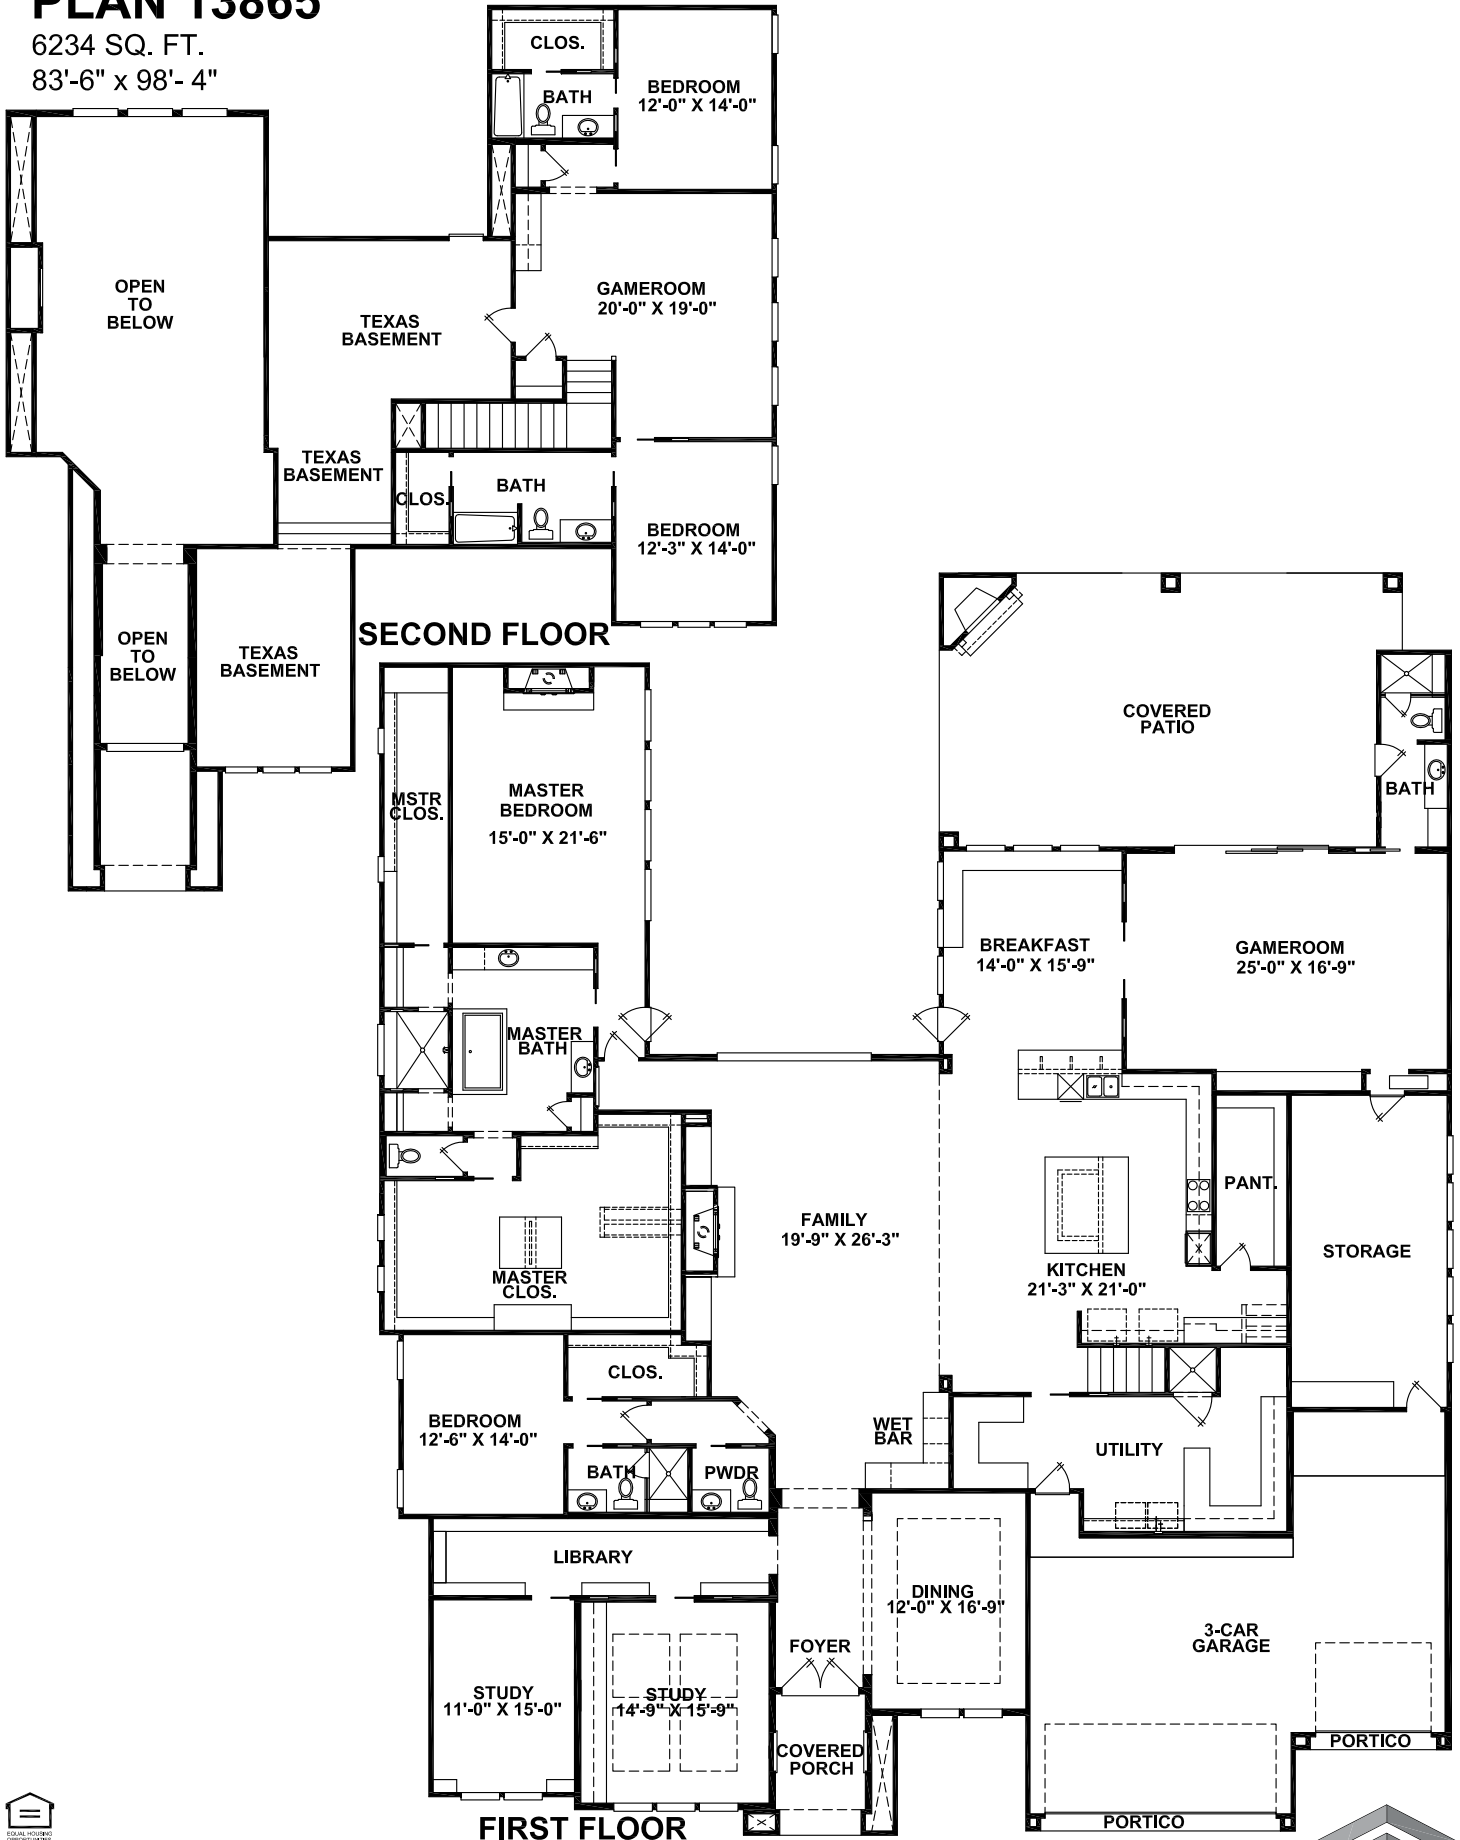 PLAN 13865
6234 SQ. FT.
83'-6" x 98'- 4"
CLOS.
BATH
BEDROOM
12'-0" X 14'-0"
OPEN
TO
BELOW
TEXAS
BASEMENT
GAMEROOM
20'-0" X 19'-0"
TEXAS
BASEMENT
CLOS.
BATH
BEDROOM
12'-3" X 14'-0"
OPEN
TO
BELOW
TEXAS
BASEMENT
SECOND FLOOR
MSTR
CLOS.
MASTER
BEDROOM
15'-0" X 21'-6"
COVERED
PATIO
BATH
BREAKFAST
14'-0" X 15'-9"
GAMEROOM
25'-0" X 16'-9"
MASTER
BATH
MASTER
CLOS.
FAMILY
19'-9" X 26'-3"
KITCHEN
21'-3" X 21'-0"
PANT.
STORAGE
CLOS.
BEDROOM
12'-6" X 14'-0"
BATH
PWDR
WET
BAR
UTILITY
LIBRARY
DINING
12'-0" X 16'-9"
FOYER
3-CAR
GARAGE
STUDY
11'-0" X 15'-0"
STUDY
14'-9" X 15'-9"
COVERED
PORCH
PORTICO
PORTICO
FIRST FLOOR
EQUAL HOUSING
OPPORTUNITIES